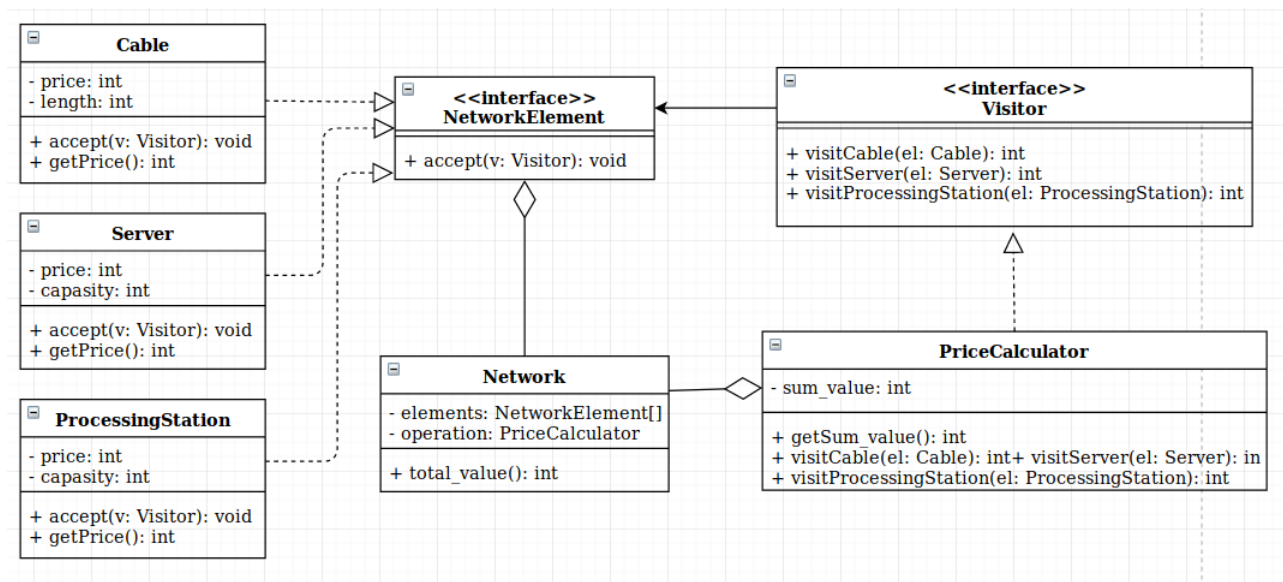 Cable
- price: int
- length: int
+ accept(v: Visitor): void
+ getPrice(): int
Server
- price: int
- capasity: int
+ accept(v: Visitor): void
+ getPrice(): int
ProcessingStation
- price: int
- capasity: int
+ accept(v: Visitor): void
+ getPrice(): int
<<interface>>
NetworkElement
+ accept(v: Visitor): void
<<interface>>
Visitor
+ visitCable(el: Cable): int
+ visitServer(el: Server): int
+ visitProcessingStation(el: ProcessingStation): int
Network
- elements: NetworkElement[]
- operation: PriceCalculator
+ total_value(): int
PriceCalculator
- sum_value: int
+ getSum_value(): int
+ visitCable(el: Cable): int+ visitServer(el: Server): in
+ visitProcessingStation(el: ProcessingStation): int